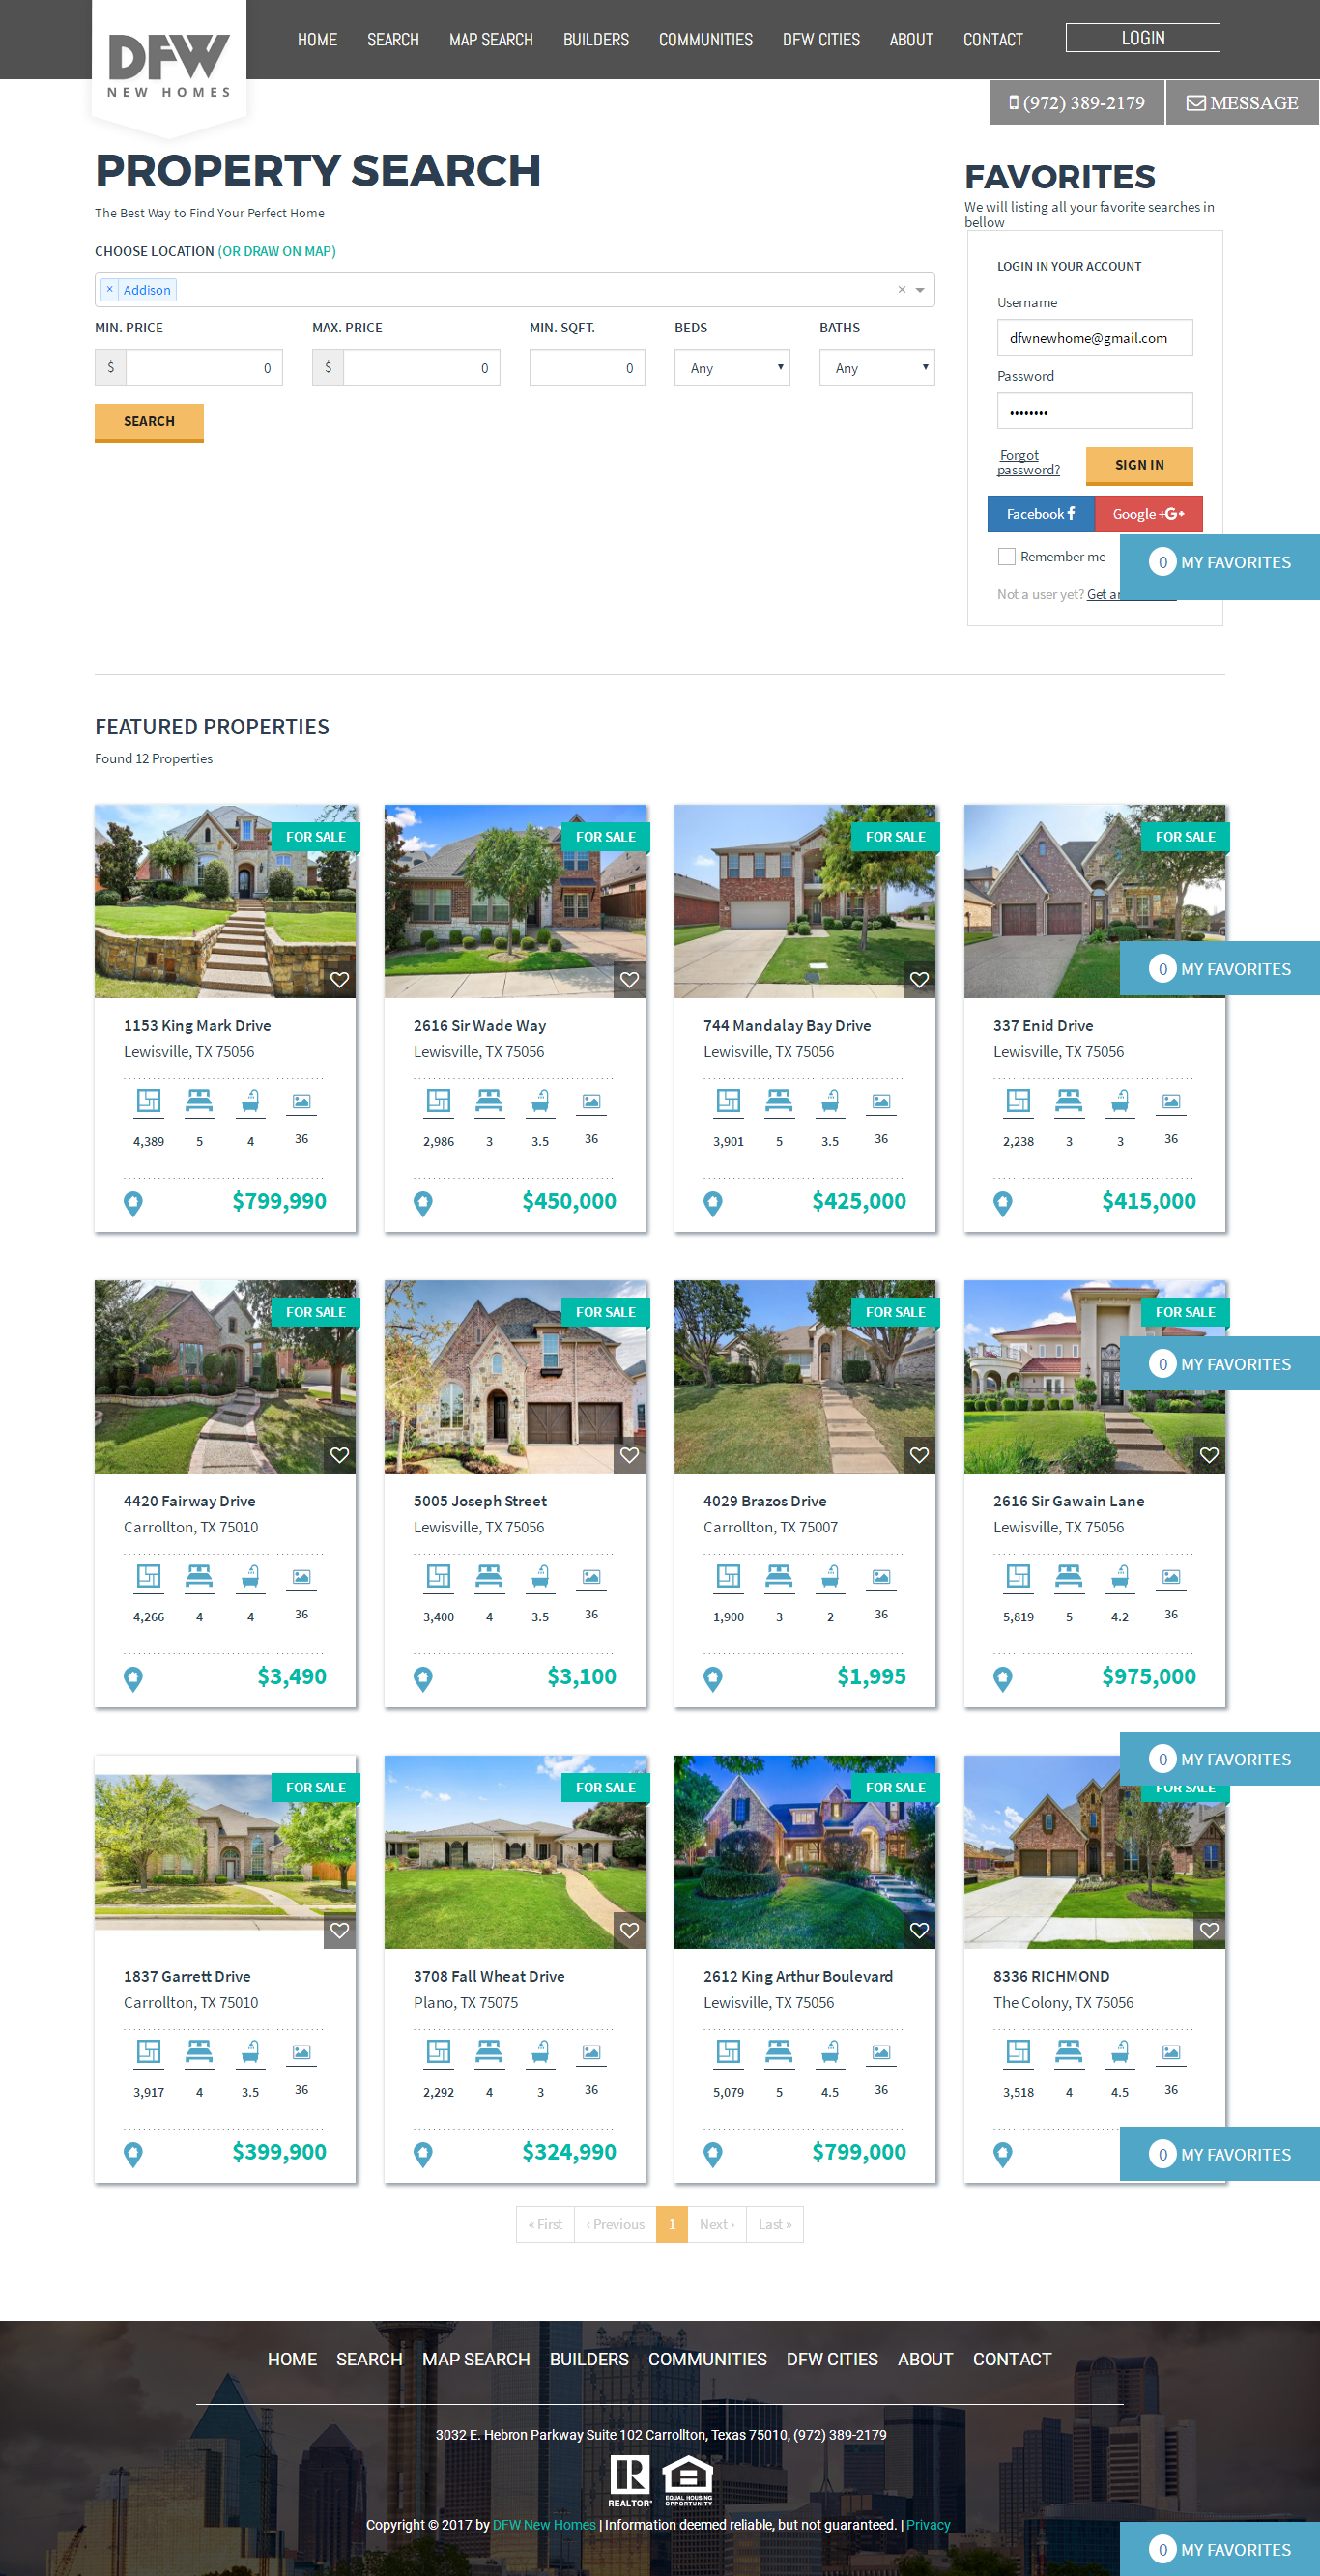 DFW
NEW HOMES
HOME SEARCH MAP SEARCH BUILDERS COMMUNITIES DFW CITIES ABOUT CONTACT LOGIN
(972) 389-2179 MESSAGE
PROPERTY SEARCH
The Best Way to Find Your Perfect Home
CHOOSE LOCATION (OR DRAW ON MAP)
× Addison ×
MIN. PRICE MAX. PRICE MIN. SQFT. BEDS BATHS
$ 0 $ 0 0 Any Any
SEARCH
FAVORITES
We will listing all your favorite searches in
bellow
LOGIN IN YOUR ACCOUNT
Username
dfwnewhome@gmail.com
Password
••••••••
Forgot
password?
SIGN IN
Facebook Google + G+
Remember me
0 MY FAVORITES
Not a user yet? Get
FEATURED PROPERTIES
Found 12 Properties
FOR SALE FOR SALE FOR SALE FOR SALE
0 MY FAVORITES
1153 King Mark Drive 2616 Sir Wade Way 744 Mandalay Bay Drive 337 Enid Drive
Lewisville, TX 75056 Lewisville, TX 75056 Lewisville, TX 75056 Lewisville, TX 75056
4,389 5 4 36 2,986 3 3.5 36 3,901 5 3.5 36 2,238 3 3 36
$799,990 $450,000 $425,000 $415,000
FOR SALE FOR SALE FOR SALE FOR SALE
0 MY FAVORITES
4420 Fairway Drive 5005 Joseph Street 4029 Brazos Drive 2616 Sir Gawain Lane
Carrollton, TX 75010 Lewisville, TX 75056 Carrollton, TX 75007 Lewisville, TX 75056
4,266 4 4 36 3,400 4 3.5 36 1,900 3 2 36 5,819 5 4.2 36
$3,490 $3,100 $1,995 $975,000
0 MY FAVORITES
FOR SALE FOR SALE FOR SALE FOR SALE
1837 Garrett Drive 3708 Fall Wheat Drive 2612 King Arthur Boulevard 8336 RICHMOND
Carrollton, TX 75010 Plano, TX 75075 Lewisville, TX 75056 The Colony, TX 75056
3,917 4 3.5 36 2,292 4 3 36 5,079 5 4.5 36 3,518 4 4.5 36
$399,900 $324,990 $799,000
0 MY FAVORITES
« First ‹ Previous 1 Next › Last »
HOME SEARCH MAP SEARCH BUILDERS COMMUNITIES DFW CITIES ABOUT CONTACT
3032 E. Hebron Parkway Suite 102 Carrollton, Texas 75010, (972) 389-2179
REALTOR® EQUAL HOUSING
OPPORTUNITY
Copyright © 2017 by DFW New Homes | Information deemed reliable, but not guaranteed. | Privacy
0 MY FAVORITES